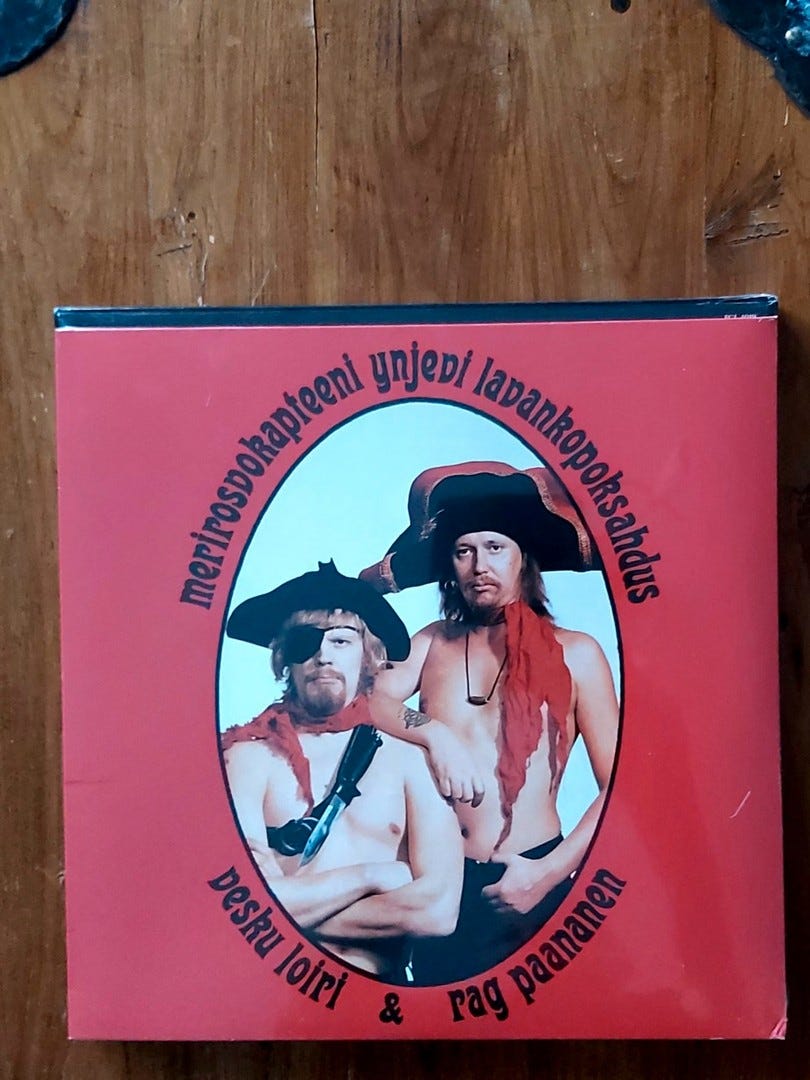 merirosvokapteeni ynjevi lavankopoksahdus
vesku loiri & rag paananen